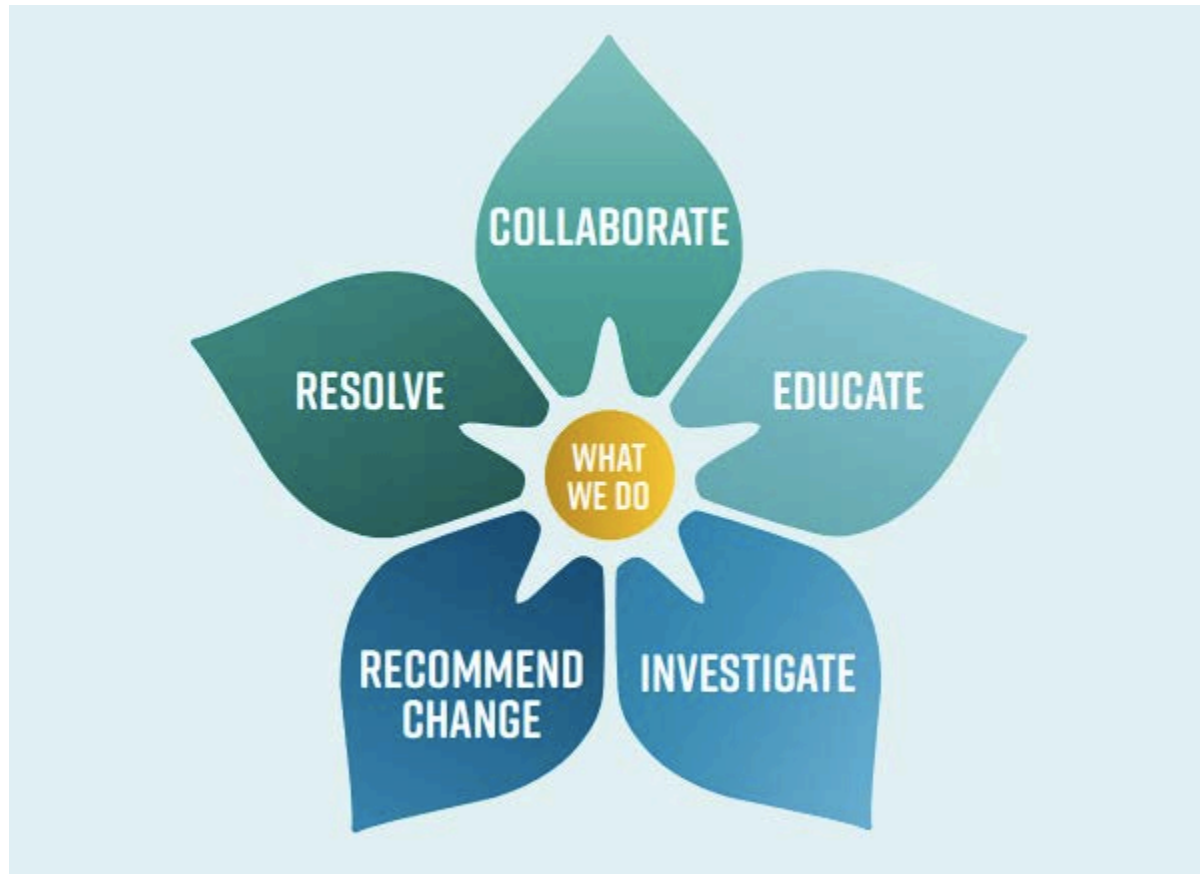 COLLABORATE
EDUCATE
INVESTIGATE
RECOMMEND
CHANGE
RESOLVE
WHAT
WE DO